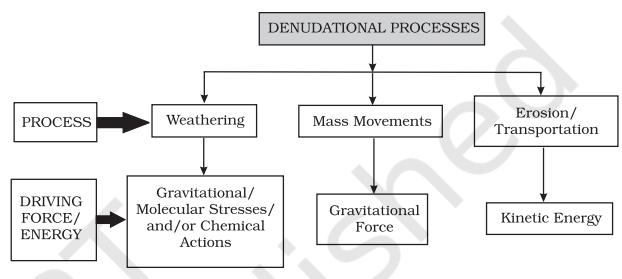 DENUDATIONAL PROCESSES
PROCESS
Weathering
Mass Movements
Erosion/
Transportation
DRIVING
FORCE/
ENERGY
Gravitational/
Molecular Stresses/
and/or Chemical
Actions
Gravitational
Force
Kinetic Energy